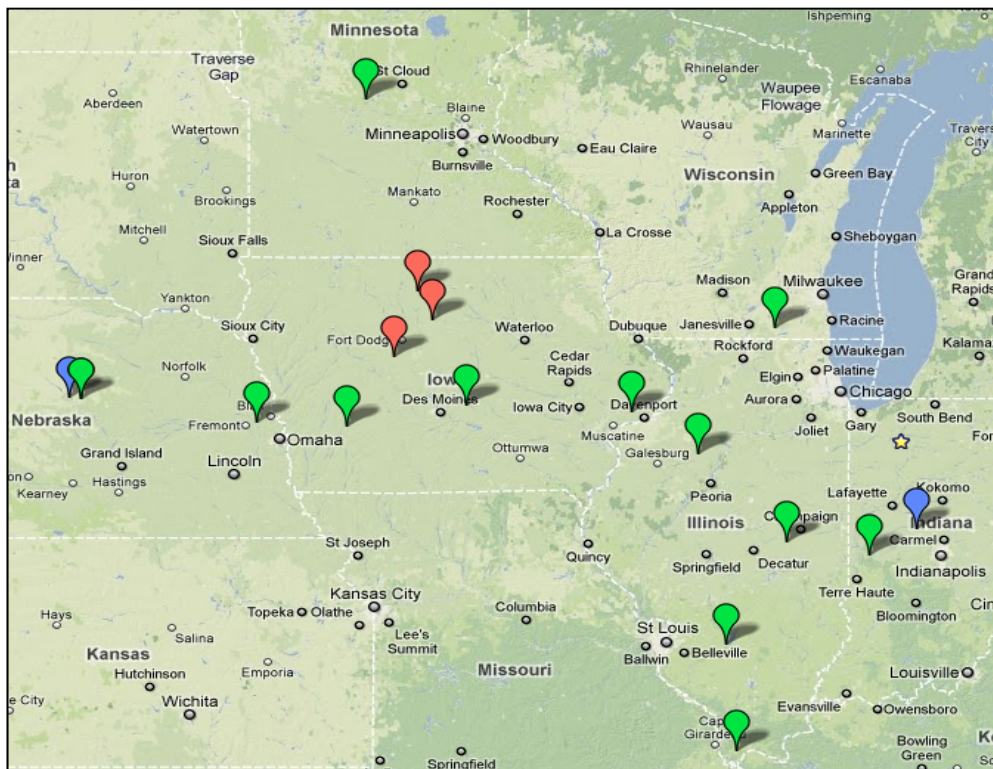 Minnesota
Ishpeming
Traverse
Gap
St Cloud
Rhinelander
Escanaba
Waupee
Flowage
Aberdeen
Blaine
Watertown
Minneapolis
Woodbury
Wausau
Marinette
Burnsville
Eau Claire
Huron
Brookings
Mankato
Wisconsin
Green Bay
Rochester
Appleton
Mitchell
Sioux Falls
La Crosse
Sheboygan
Grand
Rapids
Madison
Milwaukee
Yankton
Sioux City
Waterloo
Dubuque
Janesville
Racine
Fort Dodge
Rockford
Waukegan
Norfolk
Cedar
Rapids
Elgin
Palatine
Des Moines
Iowa City
Davenport
Aurora
Chicago
Nebraska
Fremont
Omaha
Muscatine
Joliet
Gary
South Bend
Grand Island
Lincoln
Ottumwa
Galesburg
Kearney
Hastings
Peoria
Lafayette
Kokomo
Illinois
Indiana
St Joseph
Quincy
Springfield
Decatur
Carmel
Indianapolis
Terre Haute
Hays
Topeka
Olathe
Kansas City
Columbia
Bloomington
Salina
Lee's
Summit
St Louis
Ballwin
Belleville
Kansas
Emporia
Missouri
Louisville
Hutchinson
Wichita
Evansville
Owensboro
Springfield
Bowling
Green